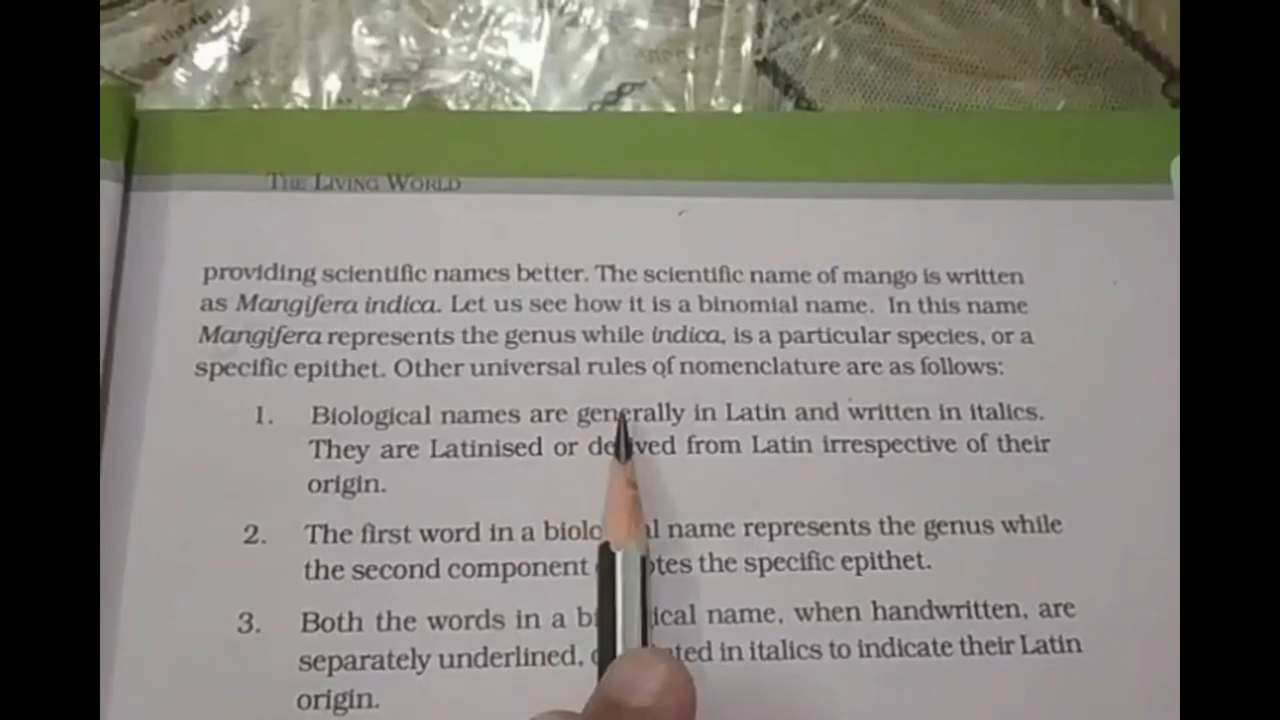 THE LIVING WORLD
providing scientific names better. The scientific name of mango is written
as Mangifera indica. Let us see how it is a binomial name. In this name
Mangifera represents the genus while indica, is a particular species, or a
specific epithet. Other universal rules of nomenclature are as follows:
1. Biological names are generally in Latin and written in italics.
They are Latinised or derived from Latin irrespective of their
origin.
2. The first word in a biological name represents the genus while
the second component the specific epithet.
3. Both the words in a biological name, when handwritten, are
separately underlined, in italics to indicate their Latin
origin.